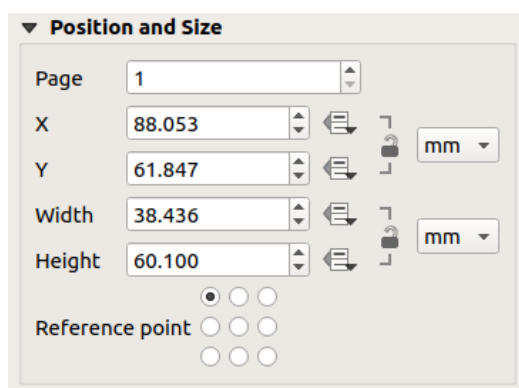 Position and Size
Page 1
X 88.053
mm
Y 61.847
Width 38.436
mm
Height 60.100
Reference point